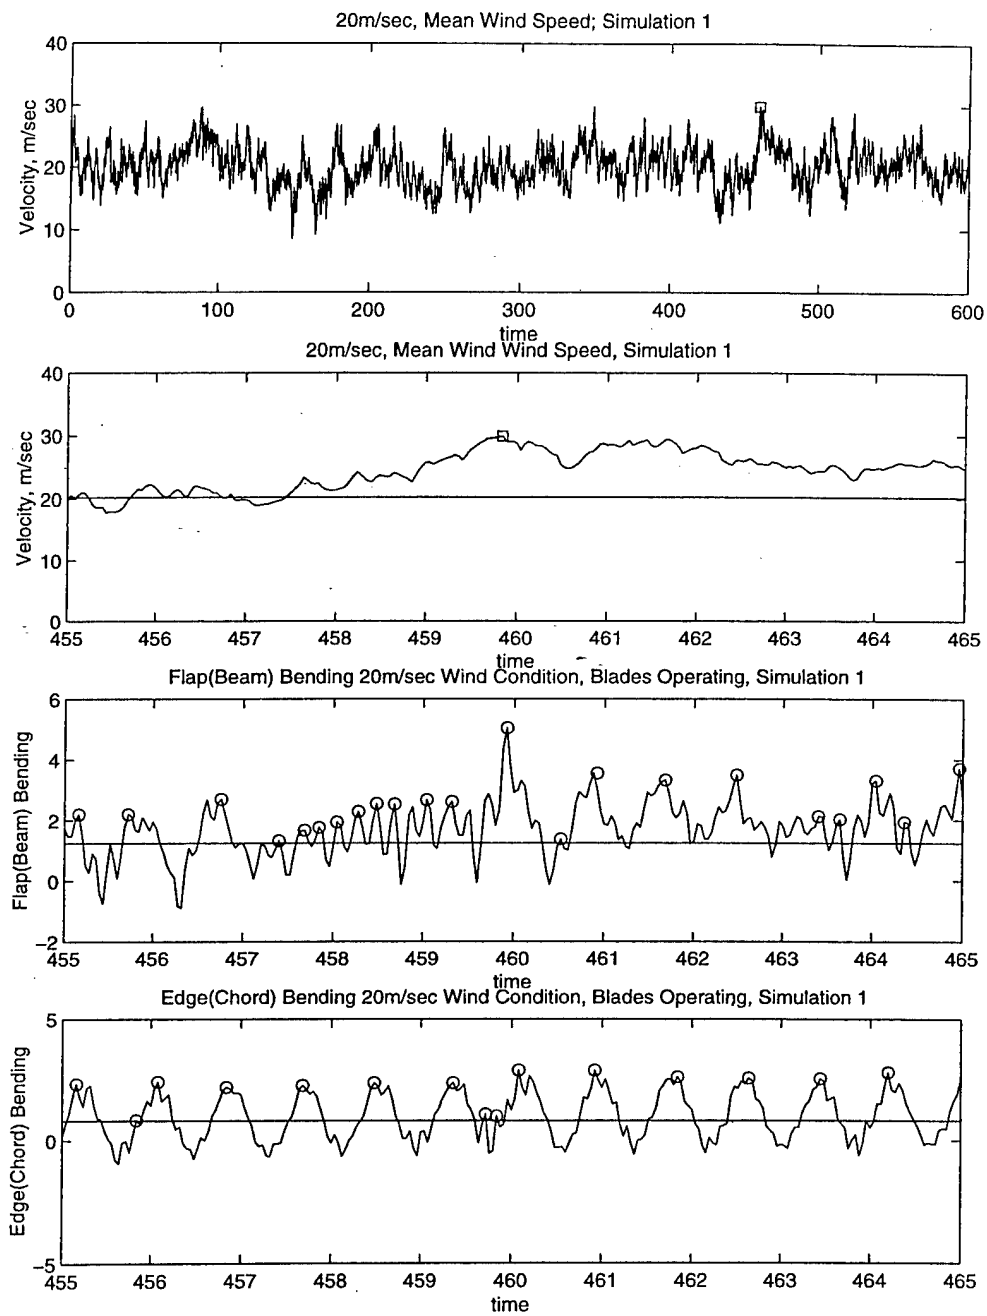 20m/sec, Mean Wind Speed; Simulation 1
40
30
20
10
0
Velocity, m/sec
0 100 200 300 400 500 600
time
20m/sec, Mean Wind Wind Speed, Simulation 1
40
30
20
10
0
Velocity, m/sec
455 456 457 458 459 460 461 462 463 464 465
time
Flap(Beam) Bending 20m/sec Wind Condition, Blades Operating, Simulation 1
6
4
2
0
-2
Flap(Beam) Bending
455 456 457 458 459 460 461 462 463 464 465
time
Edge(Chord) Bending 20m/sec Wind Condition, Blades Operating, Simulation 1
5
0
-5
Edge(Chord) Bending
455 456 457 458 459 460 461 462 463 464 465
time